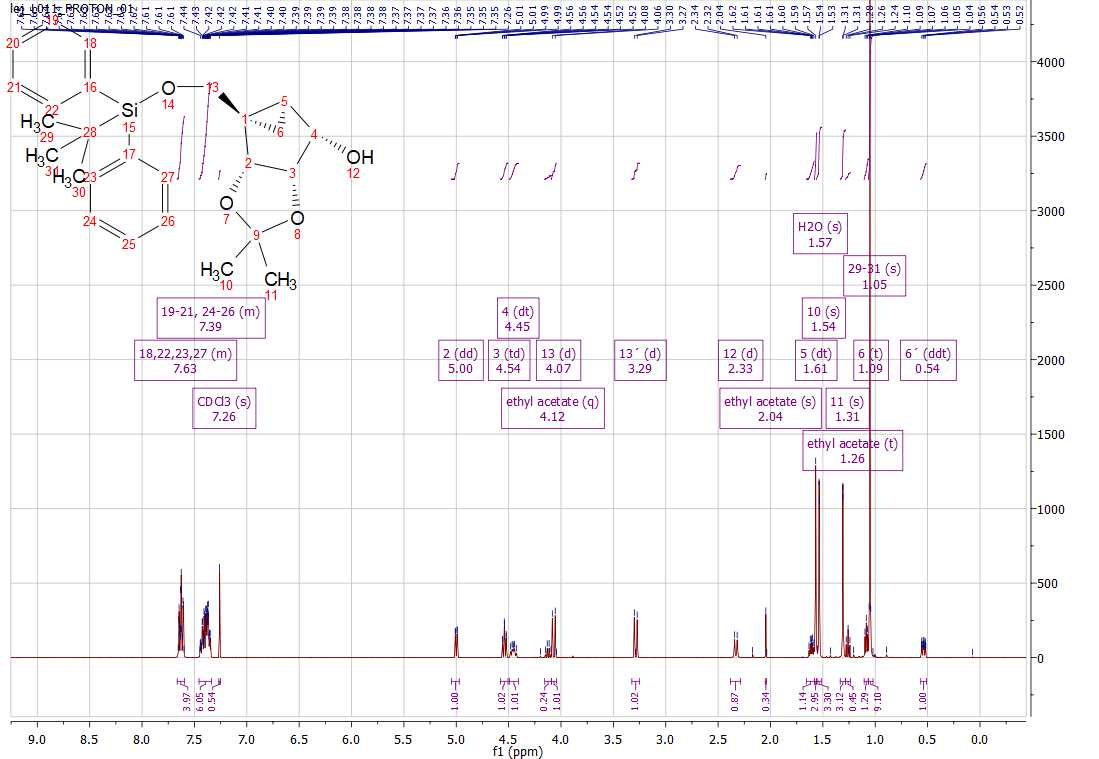 7.62 7.61 7.61 7.61 7.44 7.43 7.42 7.42 7.41 7.40 7.40 7.39 7.39 7.39 7.39 7.38 7.38 7.38 7.37 7.37 7.37 7.37 7.36 7.36 7.35 7.35 7.26 5.01 5.01 4.99 4.99 4.56 4.56 4.54 4.54 4.52 4.52 4.08 4.06 3.30 3.27 2.34 2.32 2.04 1.62 1.61 1.61 1.61 1.60 1.59 1.57 1.54 1.53 1.31 1.31 1.26 1.24 1.10 1.09 1.07 1.06 1.05 1.04 0.56 0.54 0.53 0.52
PROTON_01
19
20 18
21 16 O 13
22 Si 14 5
H3C 28 15 1 6 4
29
H3C 17 2 OH
31 3 12
H3C 23 27
30 7
O O
24 26 8
25 9
H3C CH3
10 11
4000
3500
3000
2500
2000
1500
1000
500
0
H2O (s)
1.57
29-31 (s)
1.05
19-21, 24-26 (m)
7.39
4 (dt)
4.45
10 (s)
1.54
18,22,23,27 (m)
7.63
2 (dd)
5.00
3 (td)
4.54
13 (d)
4.07
13´ (d)
3.29
12 (d)
2.33
5 (dt)
1.61
6 (t)
1.09
6´ (ddt)
0.54
CDCl3 (s)
7.26
ethyl acetate (q)
4.12
ethyl acetate (s)
2.04
11 (s)
1.31
ethyl acetate (t)
1.26
3.97 6.05 0.54 1.00 1.02 1.01 0.24 1.01 1.02 0.87 0.34 1.14 2.95 3.30 3.12 0.45 1.29 9.10 1.00
9.0 8.5 8.0 7.5 7.0 6.5 6.0 5.5 5.0 4.5 4.0 3.5 3.0 2.5 2.0 1.5 1.0 0.5 0.0
f1 (ppm)